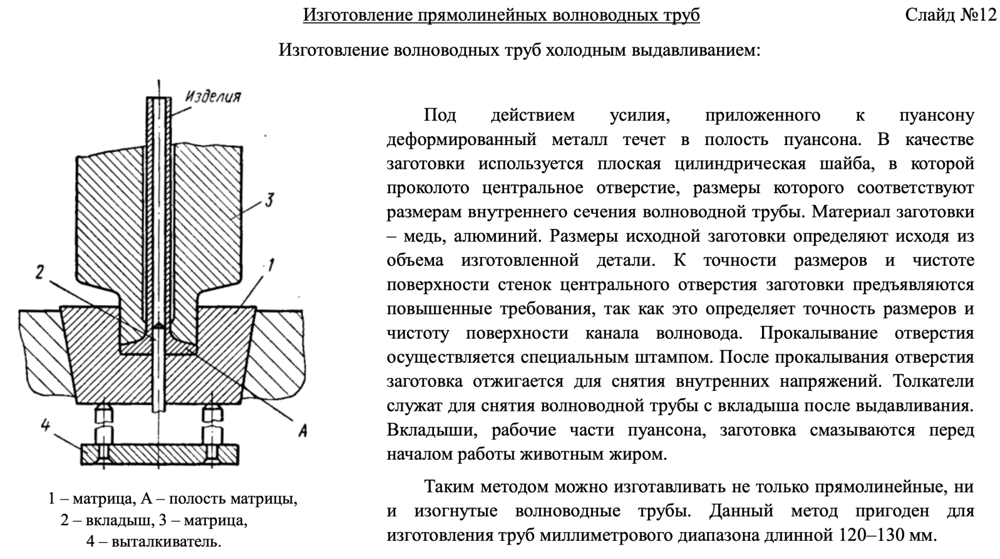 Изготовление прямолинейных волноводных труб
Слайд №12
Изготовление волноводных труб холодным выдавливанием:
Изделия
3
2
1
4
А
1 – матрица, А – полость матрицы,
2 – вкладыш, 3 – матрица,
4 – выталкиватель.
Под действием усилия, приложенного к пуансону
деформированный металл течет в полость пуансона. В качестве
заготовки используется плоская цилиндрическая шайба, в которой
проколото центральное отверстие, размеры которого соответствуют
размерам внутреннего сечения волноводной трубы. Материал заготовки
– медь, алюминий. Размеры исходной заготовки определяют исходя из
объема изготовленной детали. К точности размеров и чистоте
поверхности стенок центрального отверстия заготовки предъявляются
повышенные требования, так как это определяет точность размеров и
чистоту поверхности канала волновода. Прокалывание отверстия
осуществляется специальным штампом. После прокалывания отверстия
заготовка отжигается для снятия внутренних напряжений. Толкатели
служат для снятия волноводной трубы с вкладыша после выдавливания.
Вкладыши, рабочие части пуансона, заготовка смазываются перед
началом работы животным жиром.
Таким методом можно изготавливать не только прямолинейные, ни
и изогнутые волноводные трубы. Данный метод пригоден для
изготовления труб миллиметрового диапазона длинной 120–130 мм.